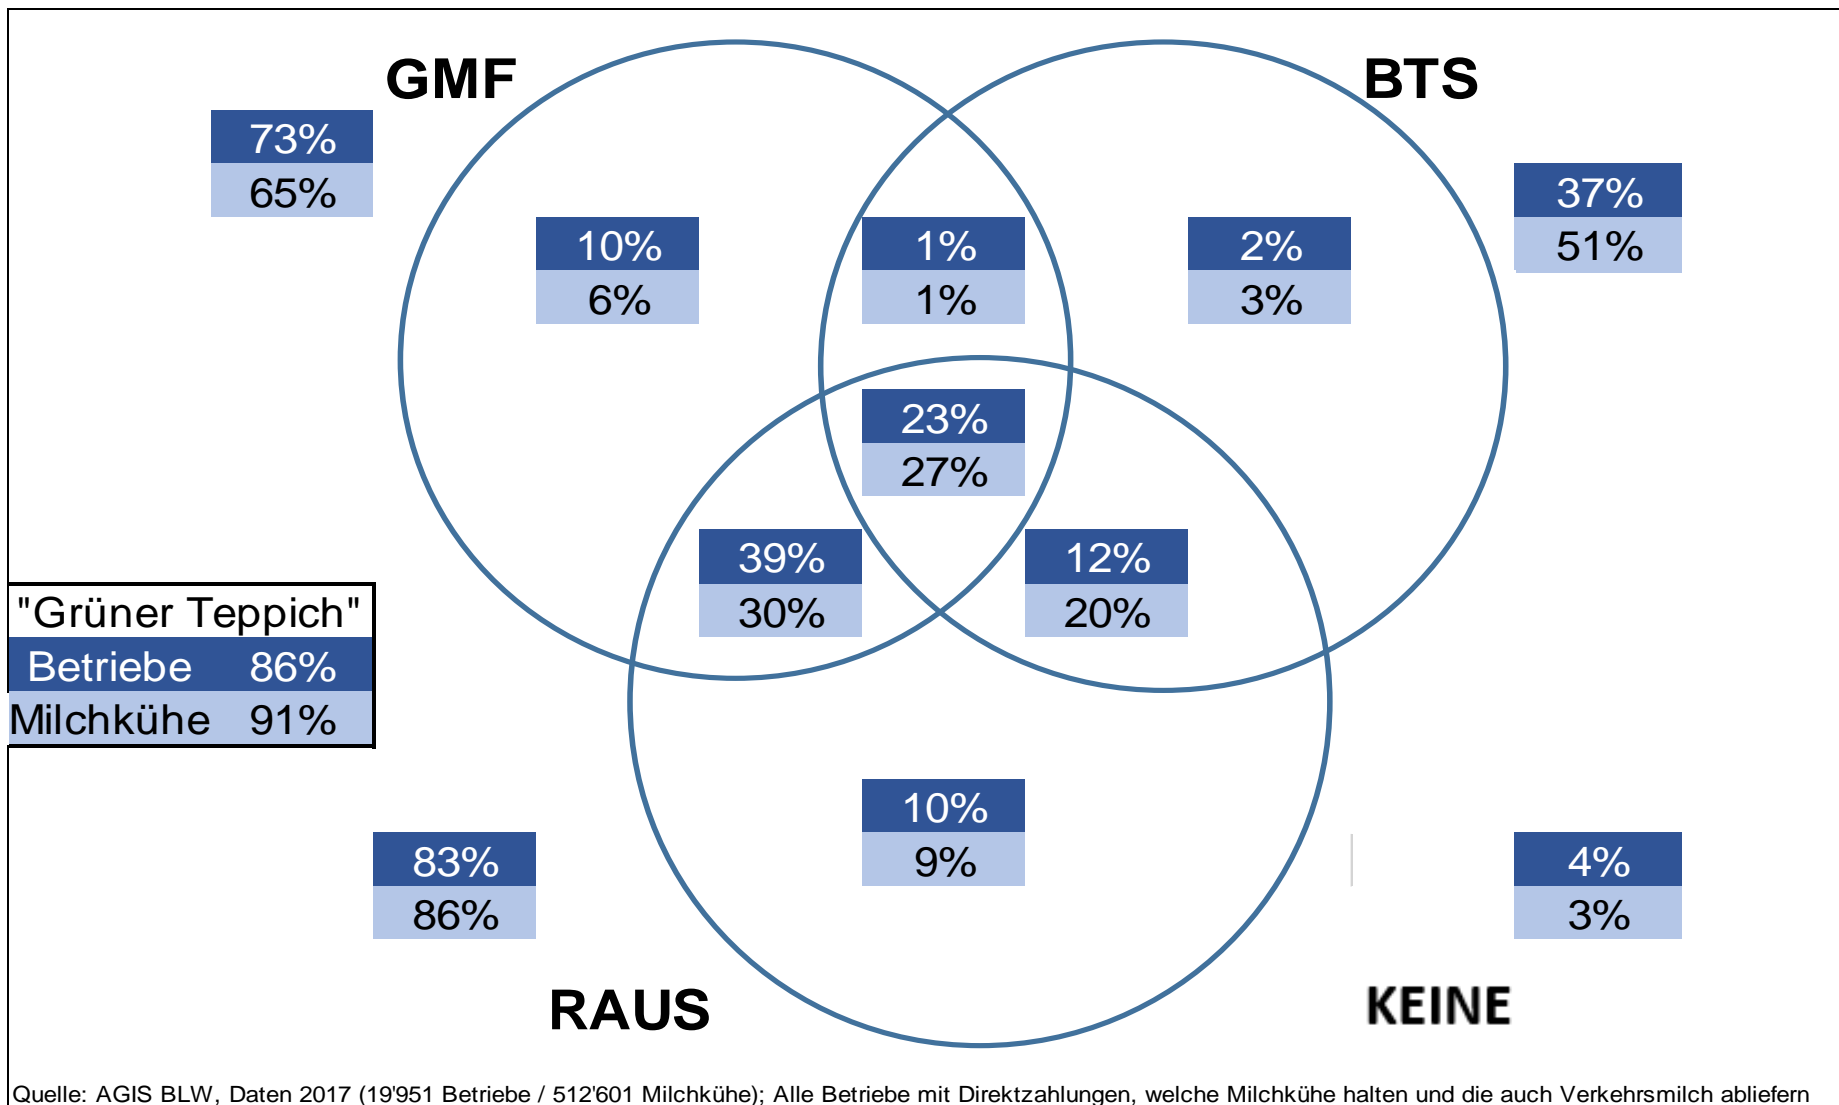 GMF
BTS
73%
65%
37%
51%
10%
6%
1%
1%
2%
3%
23%
27%
39%
30%
12%
20%
"Grüner Teppich"
Betriebe 86%
Milchkühe 91%
10%
9%
83%
86%
4%
3%
RAUS
KEINE
Quelle: AGIS BLW, Daten 2017 (19'951 Betriebe / 512'601 Milchkühe); Alle Betriebe mit Direktzahlungen, welche Milchkühe halten und die auch Verkehrsmilch abliefern